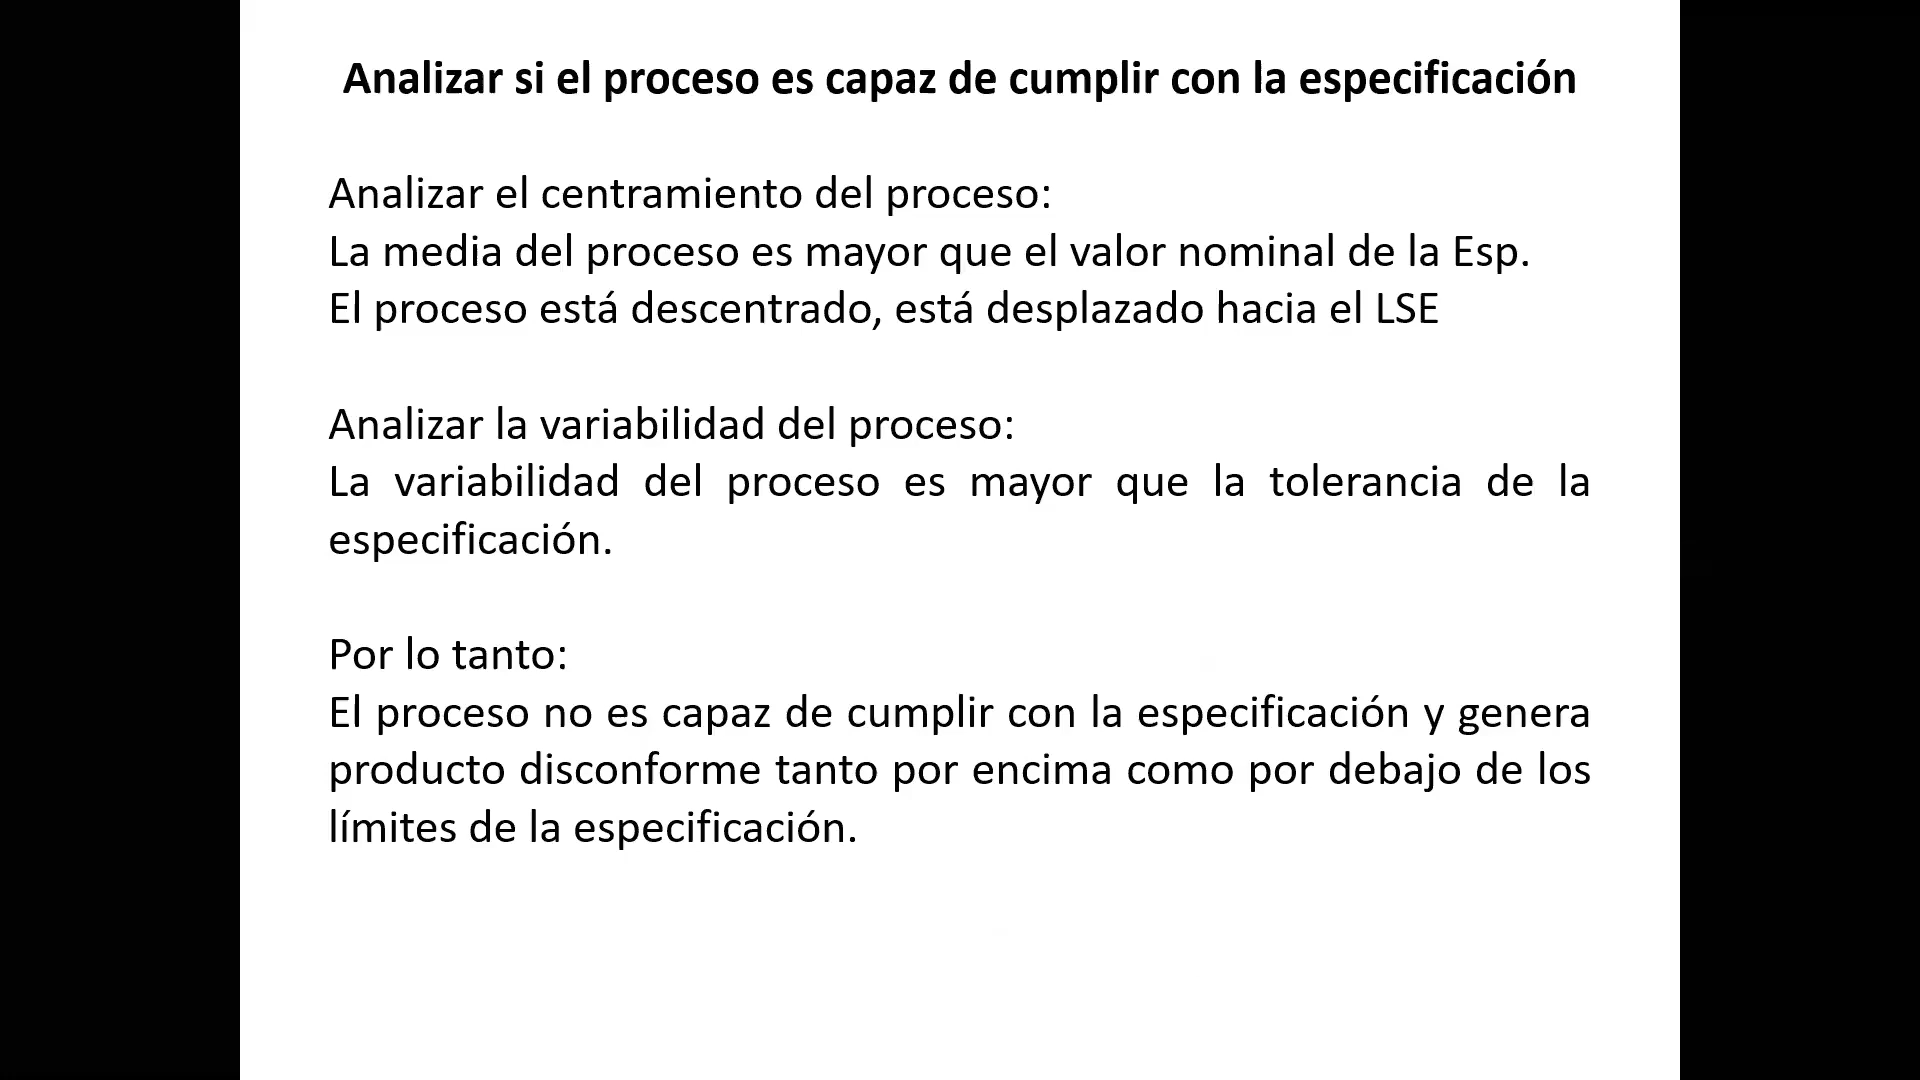 Analizar si el proceso es capaz de cumplir con la especificación
Analizar el centramiento del proceso:
La media del proceso es mayor que el valor nominal de la Esp.
El proceso está descentrado, está desplazado hacia el LSE
Analizar la variabilidad del proceso:
La variabilidad del proceso es mayor que la tolerancia de la
especificación.
Por lo tanto:
El proceso no es capaz de cumplir con la especificación y genera
producto disconforme tanto por encima como por debajo de los
límites de la especificación.